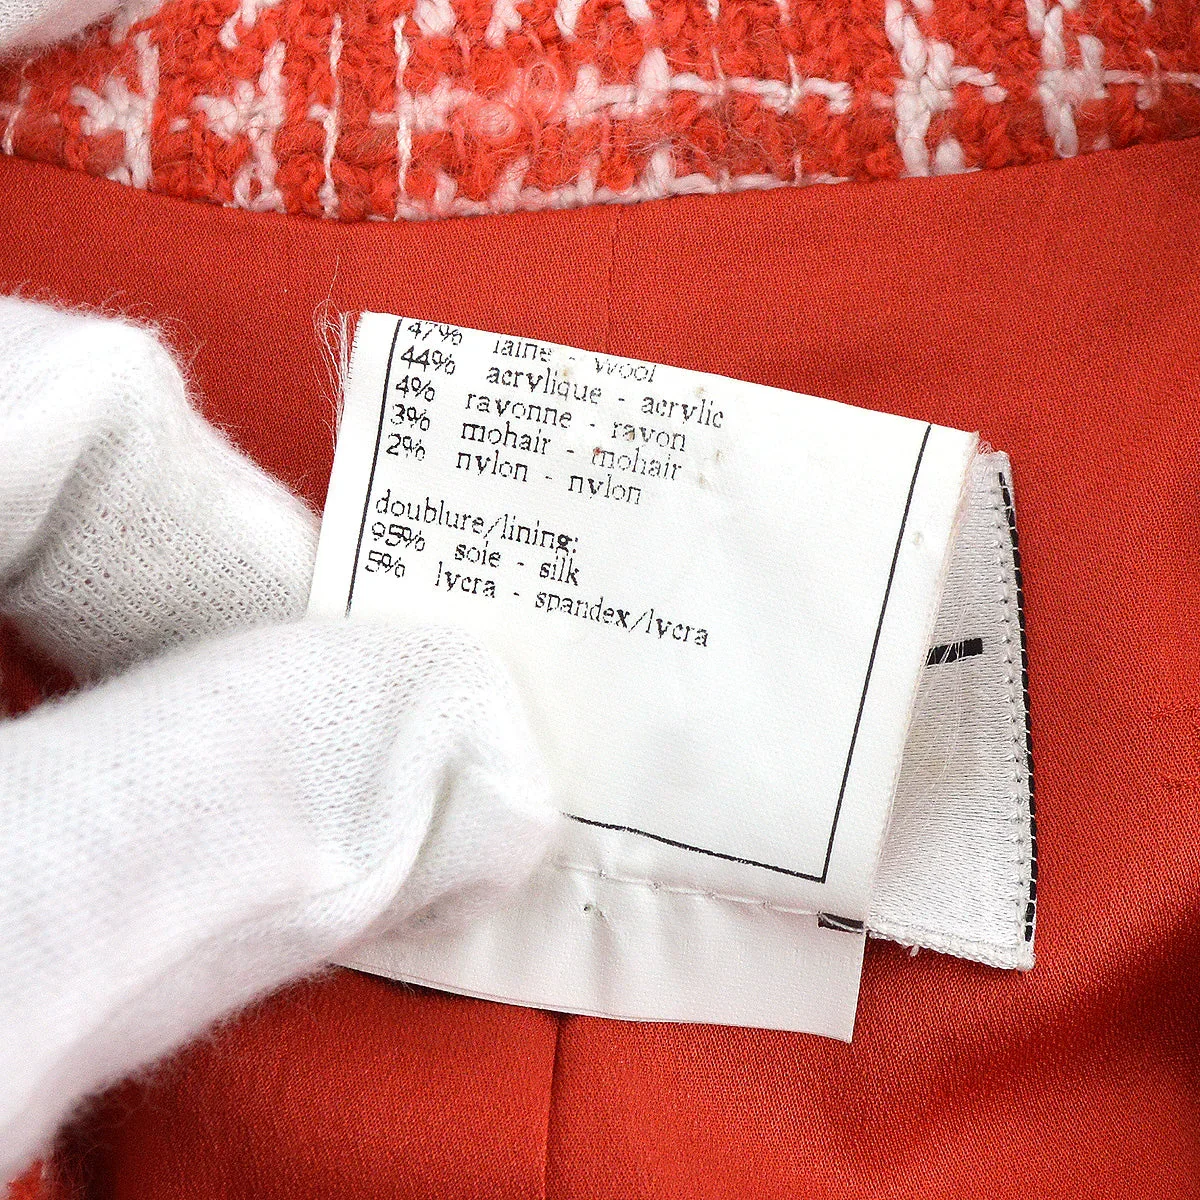 47% laine - wool
44% acrylique - acrylic
4% rayonne - rayon
3% mohair - mohair
2% nylon - nylon
doublure/lining:
95% soie - silk
5% lycra - spandex/lycra